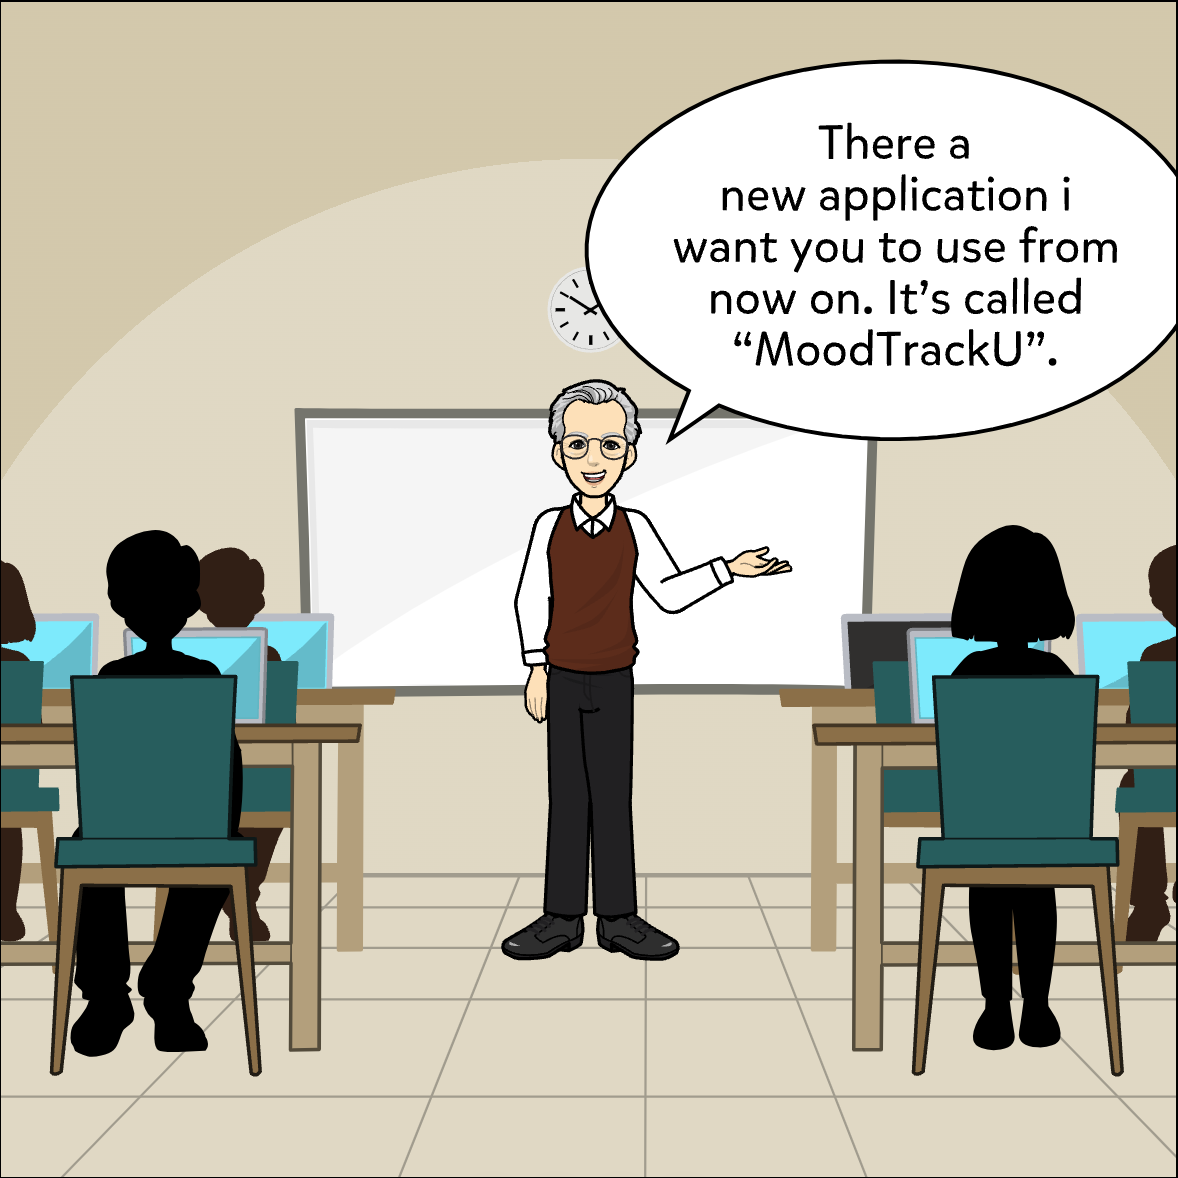 There a
new application i
want you to use from
now on. It’s called
“MoodTrackU”.